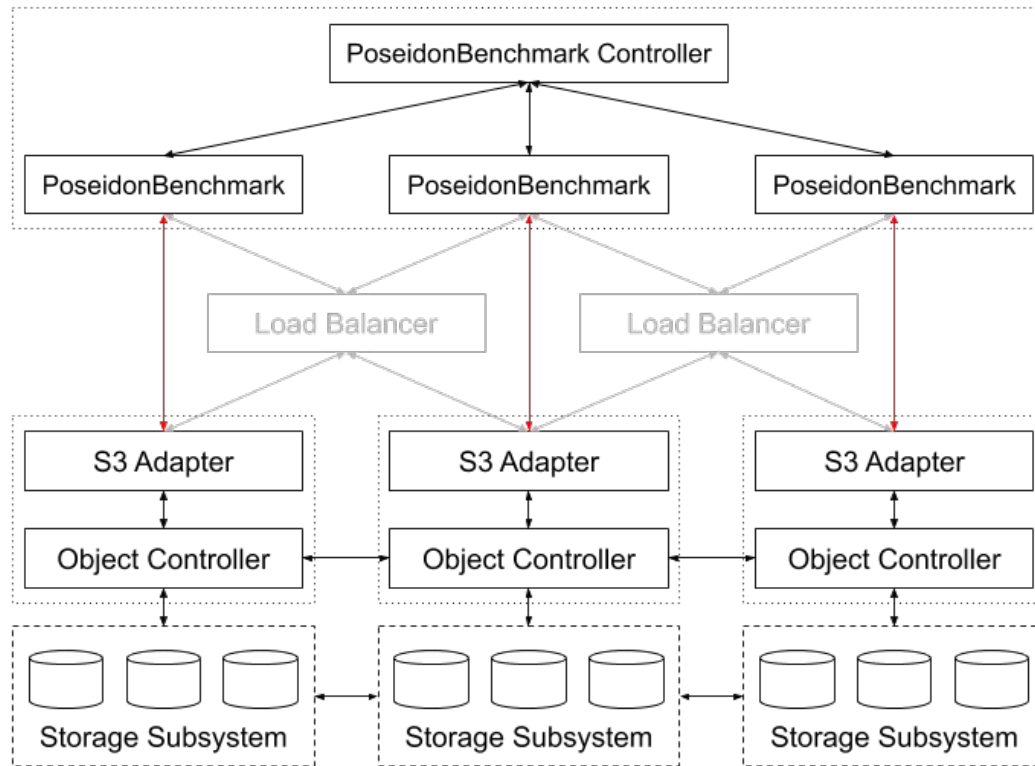 PoseidonBenchmark Controller
PoseidonBenchmark
PoseidonBenchmark
PoseidonBenchmark
Load Balancer
Load Balancer
S3 Adapter
S3 Adapter
S3 Adapter
Object Controller
Object Controller
Object Controller
Storage Subsystem
Storage Subsystem
Storage Subsystem